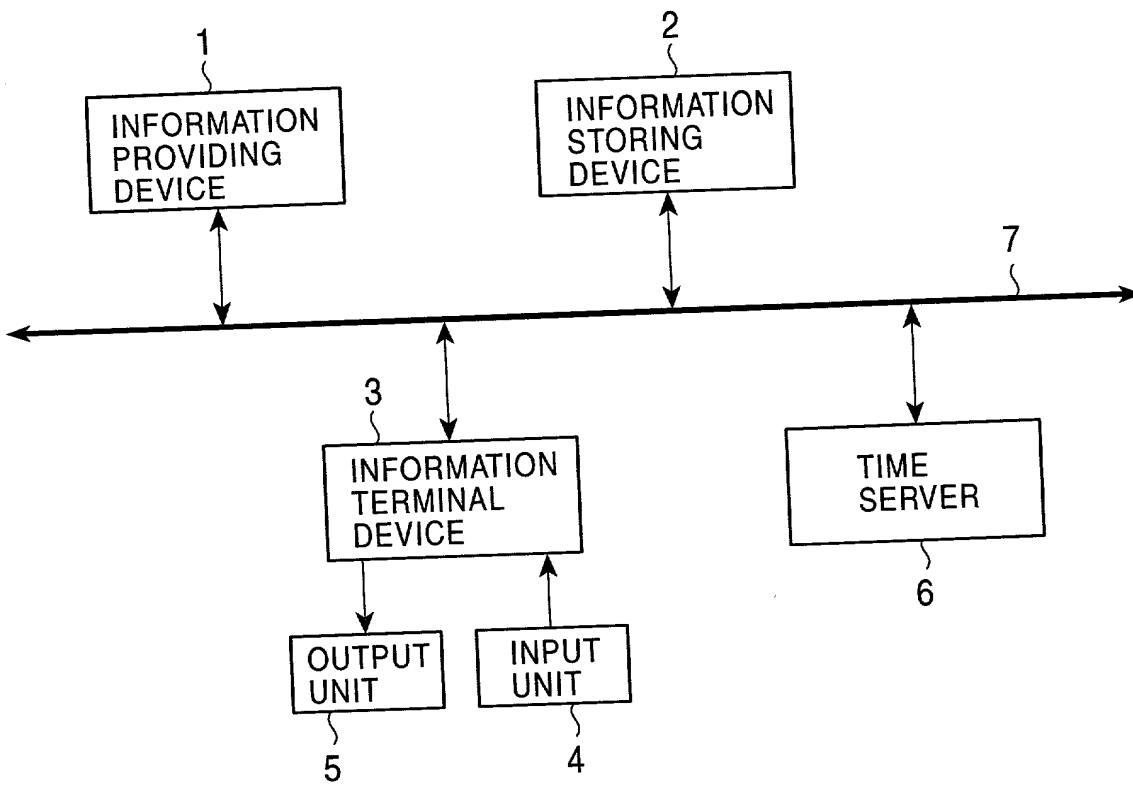 1
INFORMATION
PROVIDING
DEVICE
2
INFORMATION
STORING
DEVICE
7
3
INFORMATION
TERMINAL
DEVICE
TIME
SERVER
6
OUTPUT
UNIT
5
INPUT
UNIT
4